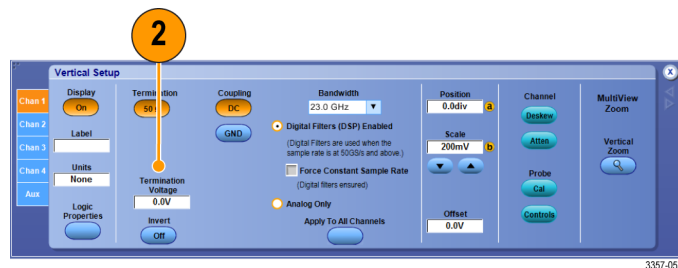 2
Vertical Setup
x
Chan 1
Chan 2
Chan 3
Chan 4
Aux
Display
On
Label
Units
None
Logic
Properties
Termination
50
Termination
Voltage
0.0V
Invert
Off
Coupling
DC
GND
Bandwidth
23.0 GHz
Digital Filters (DSP) Enabled
(Digital Filters are used when the
sample rate is at 50GS/s and above.)
Force Constant Sample Rate
(Digital filters ensured)
Analog Only
Apply To All Channels
Position
0.0div a
Scale
200mV b
Offset
0.0V
Channel
Deskew
Atten
Probe
Cal
Controls
MultiView
Zoom
Vertical
Zoom
3357-05